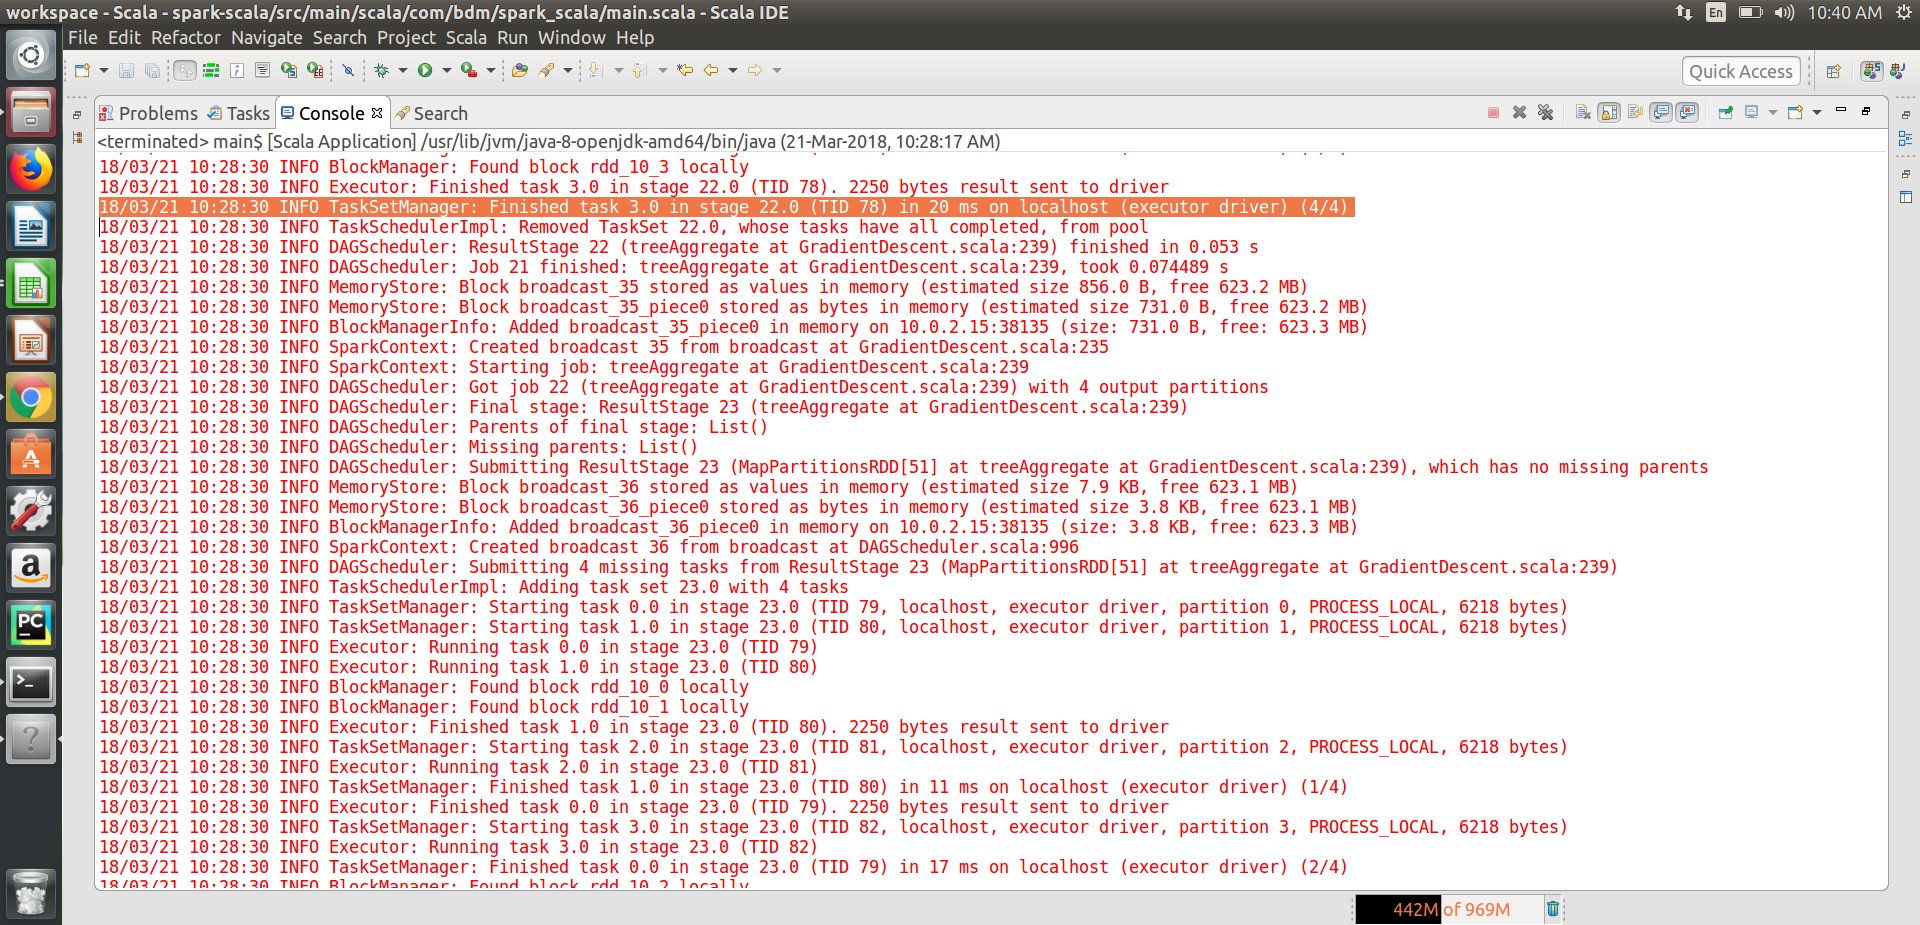 workspace - Scala - spark-scala/src/main/scala/com/bdm/spark_scala/main.scala - Scala IDE
En
10:40 AM
File Edit Refactor Navigate Search Project Scala Run Window Help
Quick Access
Problems Tasks Console Search
<terminated> main$ [Scala Application] /usr/lib/jvm/java-8-openjdk-amd64/bin/java (21-Mar-2018, 10:28:17 AM)
18/03/21 10:28:30 INFO BlockManager: Found block rdd_10_3 locally
18/03/21 10:28:30 INFO Executor: Finished task 3.0 in stage 22.0 (TID 78). 2250 bytes result sent to driver
18/03/21 10:28:30 INFO TaskSetManager: Finished task 3.0 in stage 22.0 (TID 78) in 20 ms on localhost (executor driver) (4/4)
18/03/21 10:28:30 INFO TaskSchedulerImpl: Removed TaskSet 22.0, whose tasks have all completed, from pool
18/03/21 10:28:30 INFO DAGScheduler: ResultStage 22 (treeAggregate at GradientDescent.scala:239) finished in 0.053 s
18/03/21 10:28:30 INFO DAGScheduler: Job 21 finished: treeAggregate at GradientDescent.scala:239, took 0.074489 s
18/03/21 10:28:30 INFO MemoryStore: Block broadcast_35 stored as values in memory (estimated size 856.0 B, free 623.2 MB)
18/03/21 10:28:30 INFO MemoryStore: Block broadcast_35_piece0 stored as bytes in memory (estimated size 731.0 B, free 623.2 MB)
18/03/21 10:28:30 INFO BlockManagerInfo: Added broadcast_35_piece0 in memory on 10.0.2.15:38135 (size: 731.0 B, free: 623.3 MB)
18/03/21 10:28:30 INFO SparkContext: Created broadcast 35 from broadcast at GradientDescent.scala:235
18/03/21 10:28:30 INFO SparkContext: Starting job: treeAggregate at GradientDescent.scala:239
18/03/21 10:28:30 INFO DAGScheduler: Got job 22 (treeAggregate at GradientDescent.scala:239) with 4 output partitions
18/03/21 10:28:30 INFO DAGScheduler: Final stage: ResultStage 23 (treeAggregate at GradientDescent.scala:239)
18/03/21 10:28:30 INFO DAGScheduler: Parents of final stage: List()
18/03/21 10:28:30 INFO DAGScheduler: Missing parents: List()
18/03/21 10:28:30 INFO DAGScheduler: Submitting ResultStage 23 (MapPartitionsRDD[51] at treeAggregate at GradientDescent.scala:239), which has no missing parents
18/03/21 10:28:30 INFO MemoryStore: Block broadcast_36 stored as values in memory (estimated size 7.9 KB, free 623.1 MB)
18/03/21 10:28:30 INFO MemoryStore: Block broadcast_36_piece0 stored as bytes in memory (estimated size 3.8 KB, free 623.1 MB)
18/03/21 10:28:30 INFO BlockManagerInfo: Added broadcast_36_piece0 in memory on 10.0.2.15:38135 (size: 3.8 KB, free: 623.3 MB)
18/03/21 10:28:30 INFO SparkContext: Created broadcast 36 from broadcast at DAGScheduler.scala:996
18/03/21 10:28:30 INFO DAGScheduler: Submitting 4 missing tasks from ResultStage 23 (MapPartitionsRDD[51] at treeAggregate at GradientDescent.scala:239)
18/03/21 10:28:30 INFO TaskSchedulerImpl: Adding task set 23.0 with 4 tasks
18/03/21 10:28:30 INFO TaskSetManager: Starting task 0.0 in stage 23.0 (TID 79, localhost, executor driver, partition 0, PROCESS_LOCAL, 6218 bytes)
18/03/21 10:28:30 INFO TaskSetManager: Starting task 1.0 in stage 23.0 (TID 80, localhost, executor driver, partition 1, PROCESS_LOCAL, 6218 bytes)
18/03/21 10:28:30 INFO Executor: Running task 0.0 in stage 23.0 (TID 79)
18/03/21 10:28:30 INFO Executor: Running task 1.0 in stage 23.0 (TID 80)
18/03/21 10:28:30 INFO BlockManager: Found block rdd_10_0 locally
18/03/21 10:28:30 INFO BlockManager: Found block rdd_10_1 locally
18/03/21 10:28:30 INFO Executor: Finished task 1.0 in stage 23.0 (TID 80). 2250 bytes result sent to driver
18/03/21 10:28:30 INFO TaskSetManager: Starting task 2.0 in stage 23.0 (TID 81, localhost, executor driver, partition 2, PROCESS_LOCAL, 6218 bytes)
18/03/21 10:28:30 INFO Executor: Running task 2.0 in stage 23.0 (TID 81)
18/03/21 10:28:30 INFO TaskSetManager: Finished task 1.0 in stage 23.0 (TID 80) in 11 ms on localhost (executor driver) (1/4)
18/03/21 10:28:30 INFO Executor: Finished task 0.0 in stage 23.0 (TID 79). 2250 bytes result sent to driver
18/03/21 10:28:30 INFO TaskSetManager: Starting task 3.0 in stage 23.0 (TID 82, localhost, executor driver, partition 3, PROCESS_LOCAL, 6218 bytes)
18/03/21 10:28:30 INFO Executor: Running task 3.0 in stage 23.0 (TID 82)
18/03/21 10:28:30 INFO TaskSetManager: Finished task 0.0 in stage 23.0 (TID 79) in 17 ms on localhost (executor driver) (2/4)
18/03/21 10:28:30 INFO BlockManager: Found block rdd_10_2 locally
442M of 969M
a
PC